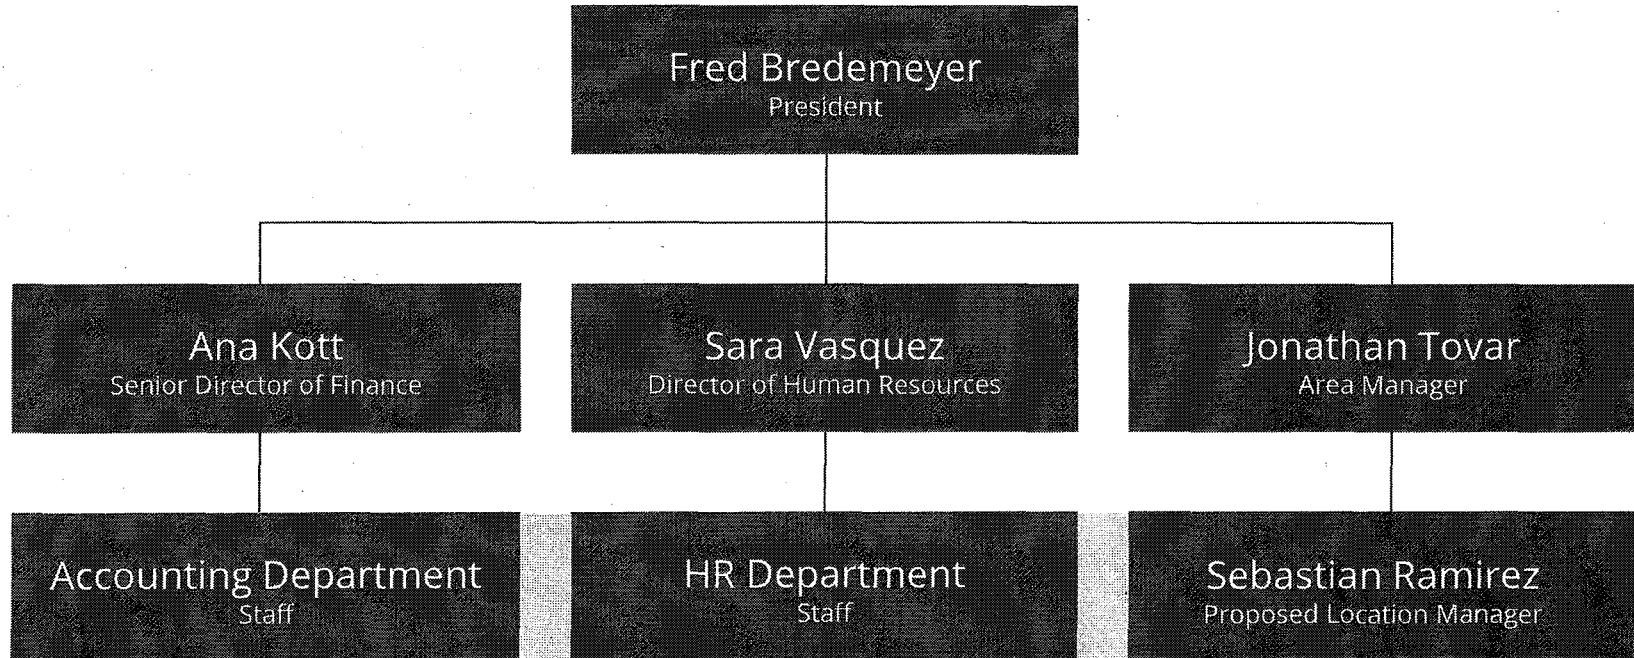 Fred Bredemeyer
President
Ana Kott
Senior Director of Finance
Sara Vasquez
Director of Human Resources
Jonathan Tovar
Area Manager
Accounting Department
Staff
HR Department
Staff
Sebastian Ramirez
Proposed Location Manager